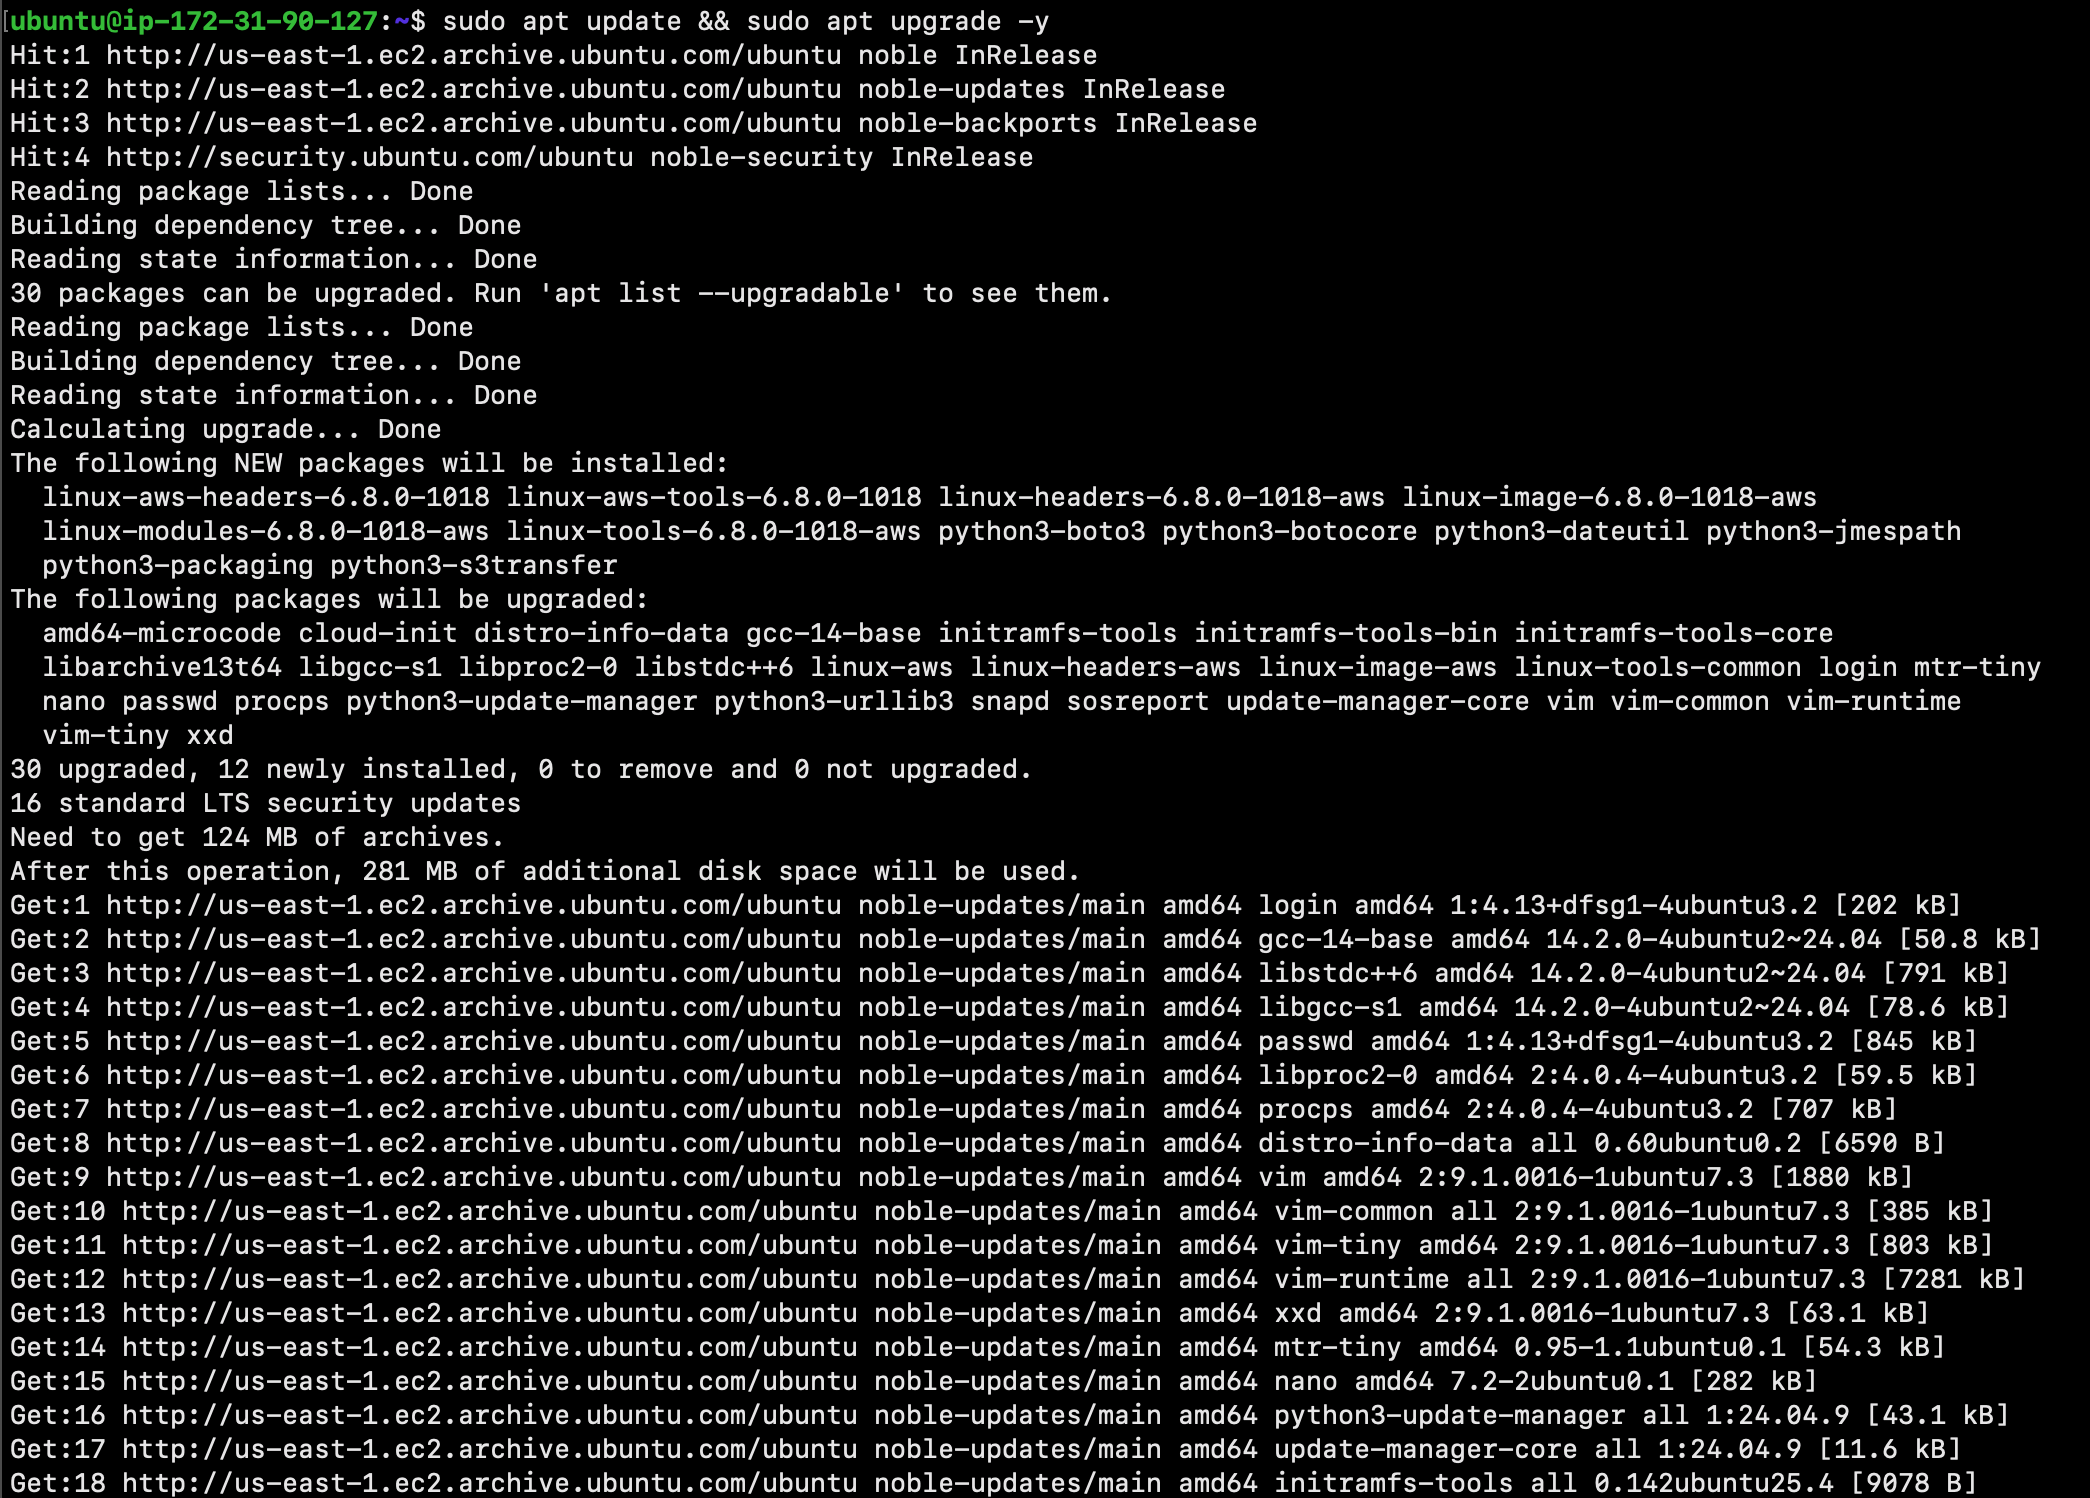 ubuntu@ip-172-31-90-127:~$ sudo apt update && sudo apt upgrade -y
Hit:1 http://us-east-1.ec2.archive.ubuntu.com/ubuntu noble InRelease
Hit:2 http://us-east-1.ec2.archive.ubuntu.com/ubuntu noble-updates InRelease
Hit:3 http://us-east-1.ec2.archive.ubuntu.com/ubuntu noble-backports InRelease
Hit:4 http://security.ubuntu.com/ubuntu noble-security InRelease
Reading package lists... Done
Building dependency tree... Done
Reading state information... Done
30 packages can be upgraded. Run 'apt list --upgradable' to see them.
Reading package lists... Done
Building dependency tree... Done
Reading state information... Done
Calculating upgrade... Done
The following NEW packages will be installed:
  linux-aws-headers-6.8.0-1018 linux-aws-tools-6.8.0-1018 linux-headers-6.8.0-1018-aws linux-image-6.8.0-1018-aws
  linux-modules-6.8.0-1018-aws linux-tools-6.8.0-1018-aws python3-boto3 python3-botocore python3-dateutil python3-jmespath
  python3-packaging python3-s3transfer
The following packages will be upgraded:
  amd64-microcode cloud-init distro-info-data gcc-14-base initramfs-tools initramfs-tools-bin initramfs-tools-core
  libarchive13t64 libgcc-s1 libproc2-0 libstdc++6 linux-aws linux-headers-aws linux-image-aws linux-tools-common login mtr-tiny
  nano passwd procps python3-update-manager python3-urllib3 snapd sosreport update-manager-core vim vim-common vim-runtime
  vim-tiny xxd
30 upgraded, 12 newly installed, 0 to remove and 0 not upgraded.
16 standard LTS security updates
Need to get 124 MB of archives.
After this operation, 281 MB of additional disk space will be used.
Get:1 http://us-east-1.ec2.archive.ubuntu.com/ubuntu noble-updates/main amd64 login amd64 1:4.13+dfsg1-4ubuntu3.2 [202 kB]
Get:2 http://us-east-1.ec2.archive.ubuntu.com/ubuntu noble-updates/main amd64 gcc-14-base amd64 14.2.0-4ubuntu2~24.04 [50.8 kB]
Get:3 http://us-east-1.ec2.archive.ubuntu.com/ubuntu noble-updates/main amd64 libstdc++6 amd64 14.2.0-4ubuntu2~24.04 [791 kB]
Get:4 http://us-east-1.ec2.archive.ubuntu.com/ubuntu noble-updates/main amd64 libgcc-s1 amd64 14.2.0-4ubuntu2~24.04 [78.6 kB]
Get:5 http://us-east-1.ec2.archive.ubuntu.com/ubuntu noble-updates/main amd64 passwd amd64 1:4.13+dfsg1-4ubuntu3.2 [845 kB]
Get:6 http://us-east-1.ec2.archive.ubuntu.com/ubuntu noble-updates/main amd64 libproc2-0 amd64 2:4.0.4-4ubuntu3.2 [59.5 kB]
Get:7 http://us-east-1.ec2.archive.ubuntu.com/ubuntu noble-updates/main amd64 procps amd64 2:4.0.4-4ubuntu3.2 [707 kB]
Get:8 http://us-east-1.ec2.archive.ubuntu.com/ubuntu noble-updates/main amd64 distro-info-data all 0.60ubuntu0.2 [6590 B]
Get:9 http://us-east-1.ec2.archive.ubuntu.com/ubuntu noble-updates/main amd64 vim amd64 2:9.1.0016-1ubuntu7.3 [1880 kB]
Get:10 http://us-east-1.ec2.archive.ubuntu.com/ubuntu noble-updates/main amd64 vim-common all 2:9.1.0016-1ubuntu7.3 [385 kB]
Get:11 http://us-east-1.ec2.archive.ubuntu.com/ubuntu noble-updates/main amd64 vim-tiny amd64 2:9.1.0016-1ubuntu7.3 [803 kB]
Get:12 http://us-east-1.ec2.archive.ubuntu.com/ubuntu noble-updates/main amd64 vim-runtime all 2:9.1.0016-1ubuntu7.3 [7281 kB]
Get:13 http://us-east-1.ec2.archive.ubuntu.com/ubuntu noble-updates/main amd64 xxd amd64 2:9.1.0016-1ubuntu7.3 [63.1 kB]
Get:14 http://us-east-1.ec2.archive.ubuntu.com/ubuntu noble-updates/main amd64 mtr-tiny amd64 0.95-1.1ubuntu0.1 [54.3 kB]
Get:15 http://us-east-1.ec2.archive.ubuntu.com/ubuntu noble-updates/main amd64 nano amd64 7.2-2ubuntu0.1 [282 kB]
Get:16 http://us-east-1.ec2.archive.ubuntu.com/ubuntu noble-updates/main amd64 python3-update-manager all 1:24.04.9 [43.1 kB]
Get:17 http://us-east-1.ec2.archive.ubuntu.com/ubuntu noble-updates/main amd64 update-manager-core all 1:24.04.9 [11.6 kB]
Get:18 http://us-east-1.ec2.archive.ubuntu.com/ubuntu noble-updates/main amd64 initramfs-tools all 0.142ubuntu25.4 [9078 B]